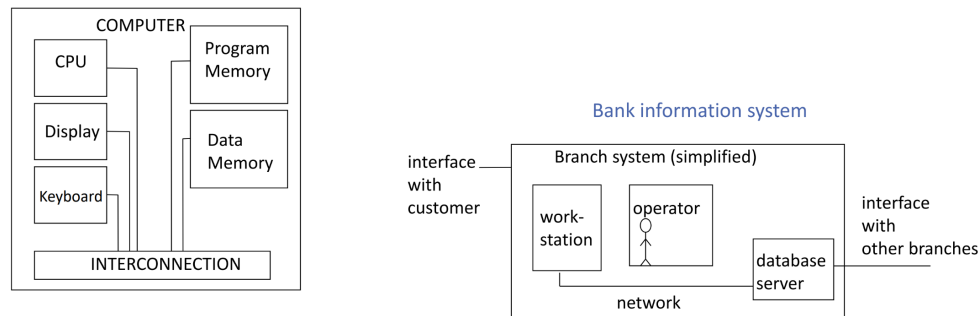 COMPUTER
CPU
Program
Memory
Display
Data
Memory
Keyboard
INTERCONNECTION
Bank information system
Branch system (simplified)
interface
with
customer
work-
station
operator
database
server
network
interface
with
other branches